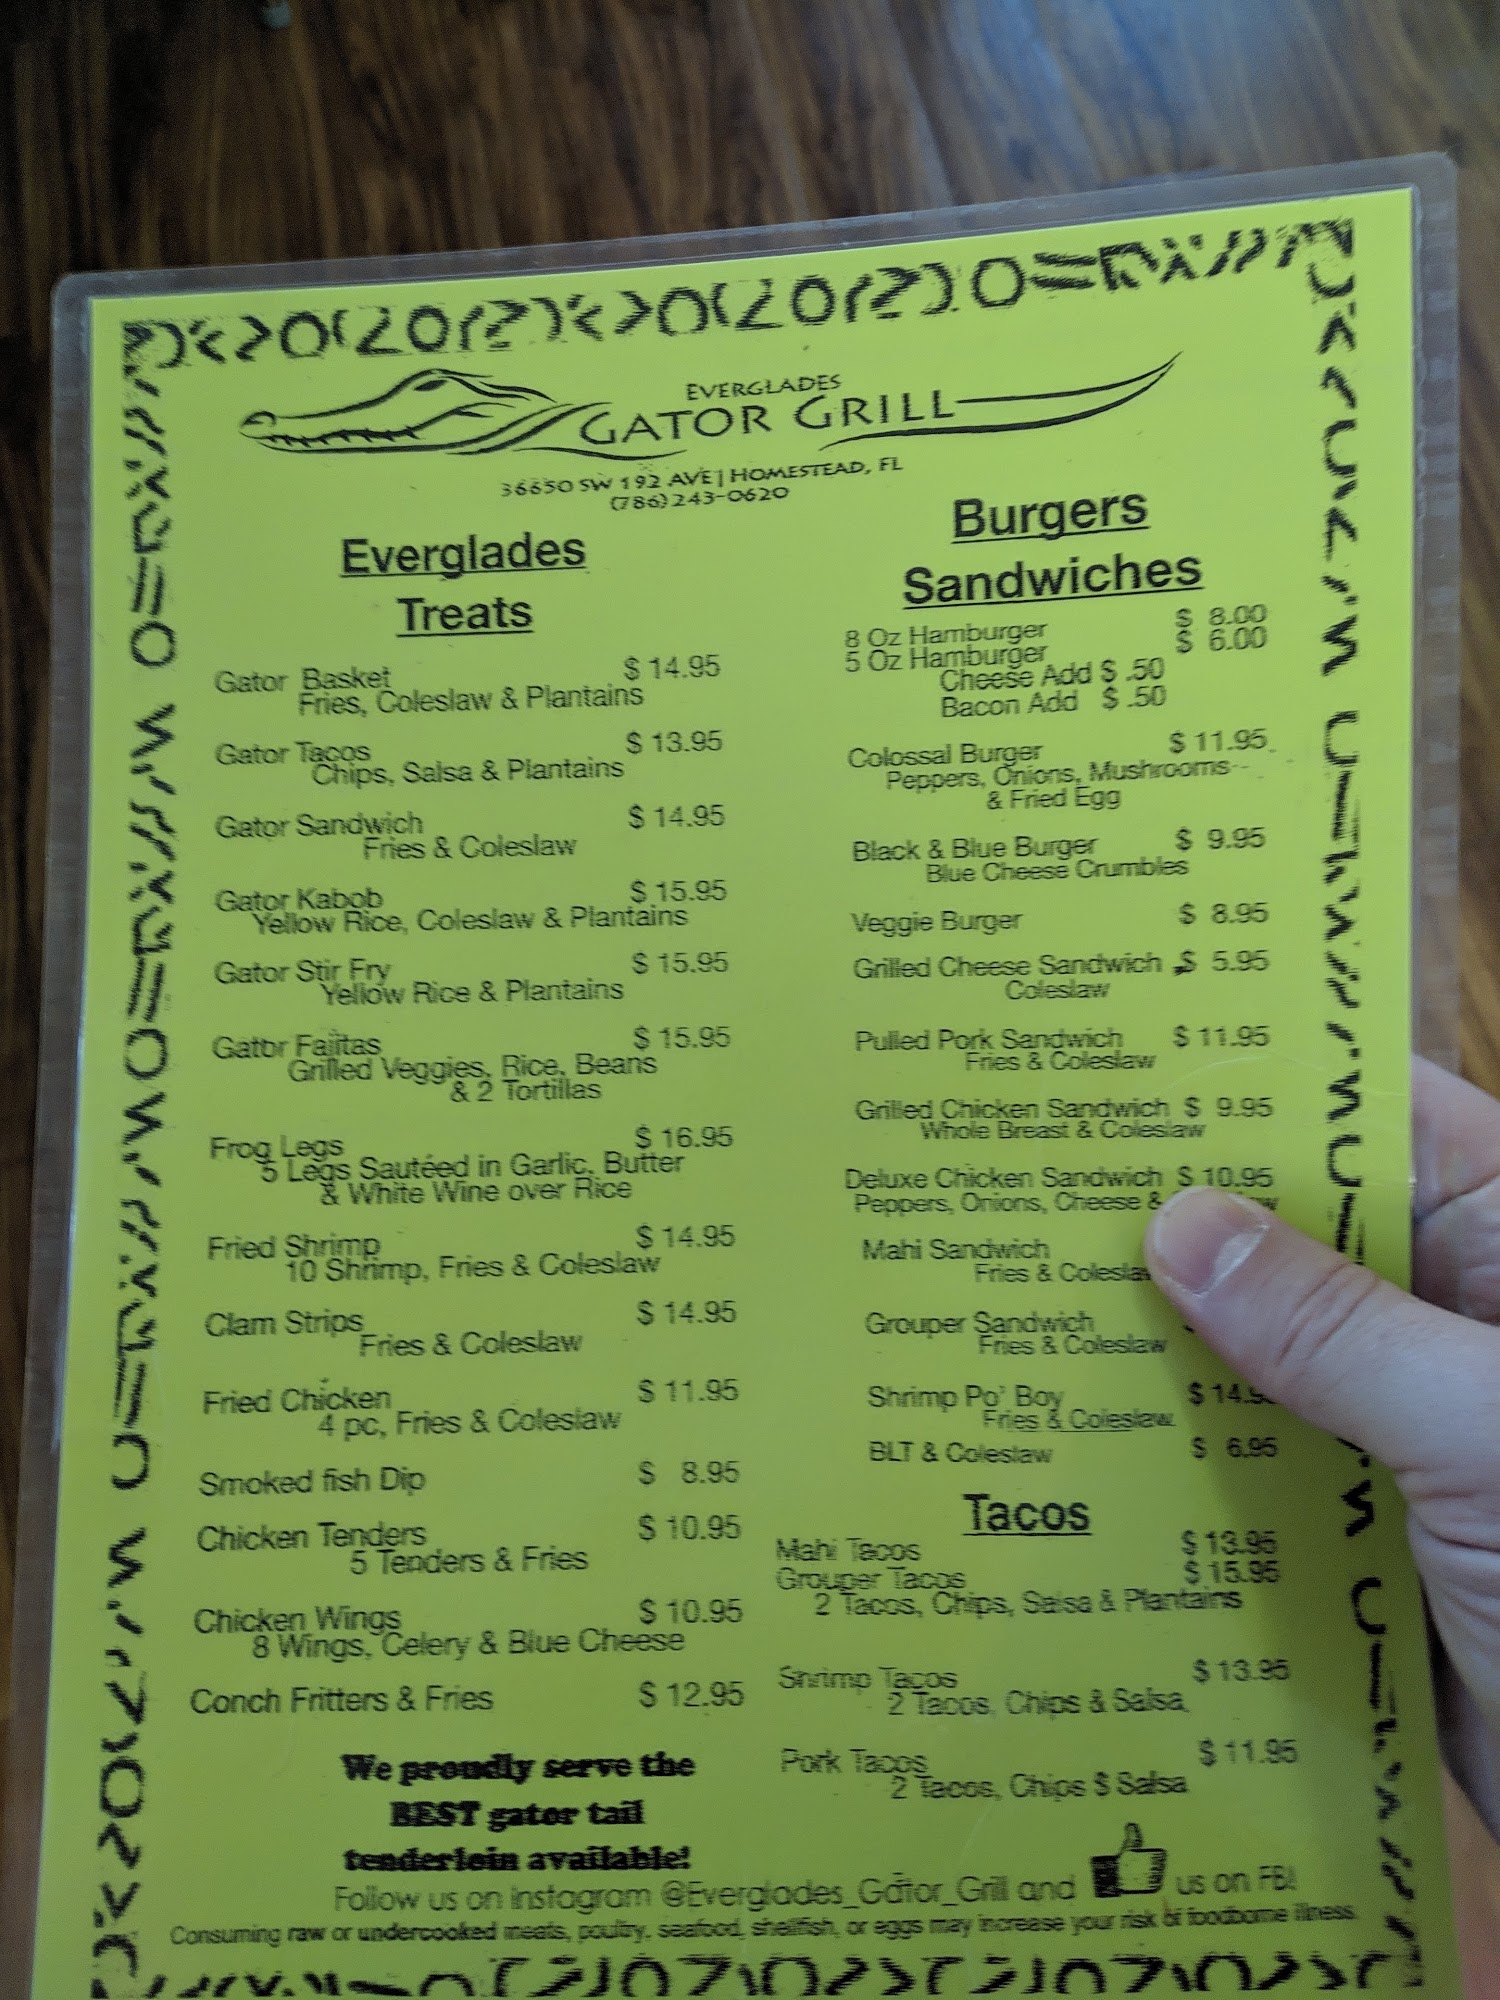 EVERGLADES
GATOR GRILL
36650 SW 192 AVE | HOMESTEAD, FL
(786) 243-0620
Everglades
Treats
Gator Basket $ 14.95
Fries, Coleslaw & Plantains
Gator Tacos $ 13.95
Chips, Salsa & Plantains
Gator Sandwich $ 14.95
Fries & Coleslaw
Gator Kabob $ 15.95
Yellow Rice, Coleslaw & Plantains
Gator Stir Fry $ 15.95
Yellow Rice & Plantains
Gator Fajitas $ 15.95
Grilled Veggies, Rice, Beans
& 2 Tortillas
Frog Legs $ 16.95
5 Legs Sautéed in Garlic, Butter
& White Wine over Rice
Fried Shrimp $ 14.95
10 Shrimp, Fries & Coleslaw
Clam Strips $ 14.95
Fries & Coleslaw
Fried Chicken $ 11.95
4 pc, Fries & Coleslaw
Smoked fish Dip $ 8.95
Chicken Tenders $ 10.95
5 Tenders & Fries
Chicken Wings $ 10.95
8 Wings, Celery & Blue Cheese
Conch Fritters & Fries $ 12.95
We proudly serve the
BEST gator tail
tenderloin available!
Burgers
Sandwiches
8 Oz Hamburger $ 8.00
5 Oz Hamburger $ 6.00
Cheese Add $ .50
Bacon Add $ .50
Colossal Burger $ 11.95
Peppers, Onions, Mushrooms
& Fried Egg
Black & Blue Burger $ 9.95
Blue Cheese Crumbles
Veggie Burger $ 8.95
Grilled Cheese Sandwich $ 5.95
Coleslaw
Pulled Pork Sandwich $ 11.95
Fries & Coleslaw
Grilled Chicken Sandwich $ 9.95
Whole Breast & Coleslaw
Deluxe Chicken Sandwich $ 10.95
Peppers, Onions, Cheese &
Mahi Sandwich
Fries & Coleslaw
Grouper Sandwich
Fries & Coleslaw
Shrimp Po' Boy $ 14.9
Fries & Coleslaw
BLT & Coleslaw $ 6.95
Tacos
Mahi Tacos $ 13.95
Grouper Tacos $ 15.95
2 Tacos, Chips, Salsa & Plantains
Shrimp Tacos $ 13.95
2 Tacos, Chips & Salsa
Pork Tacos $ 11.95
2 Tacos, Chips $ Salsa
Follow us on Instagram @Everglades_Gator_Grill and us on FB!
Consuming raw or undercooked meats, poultry, seafood, shellfish, or eggs may increase your risk of foodborne illness.